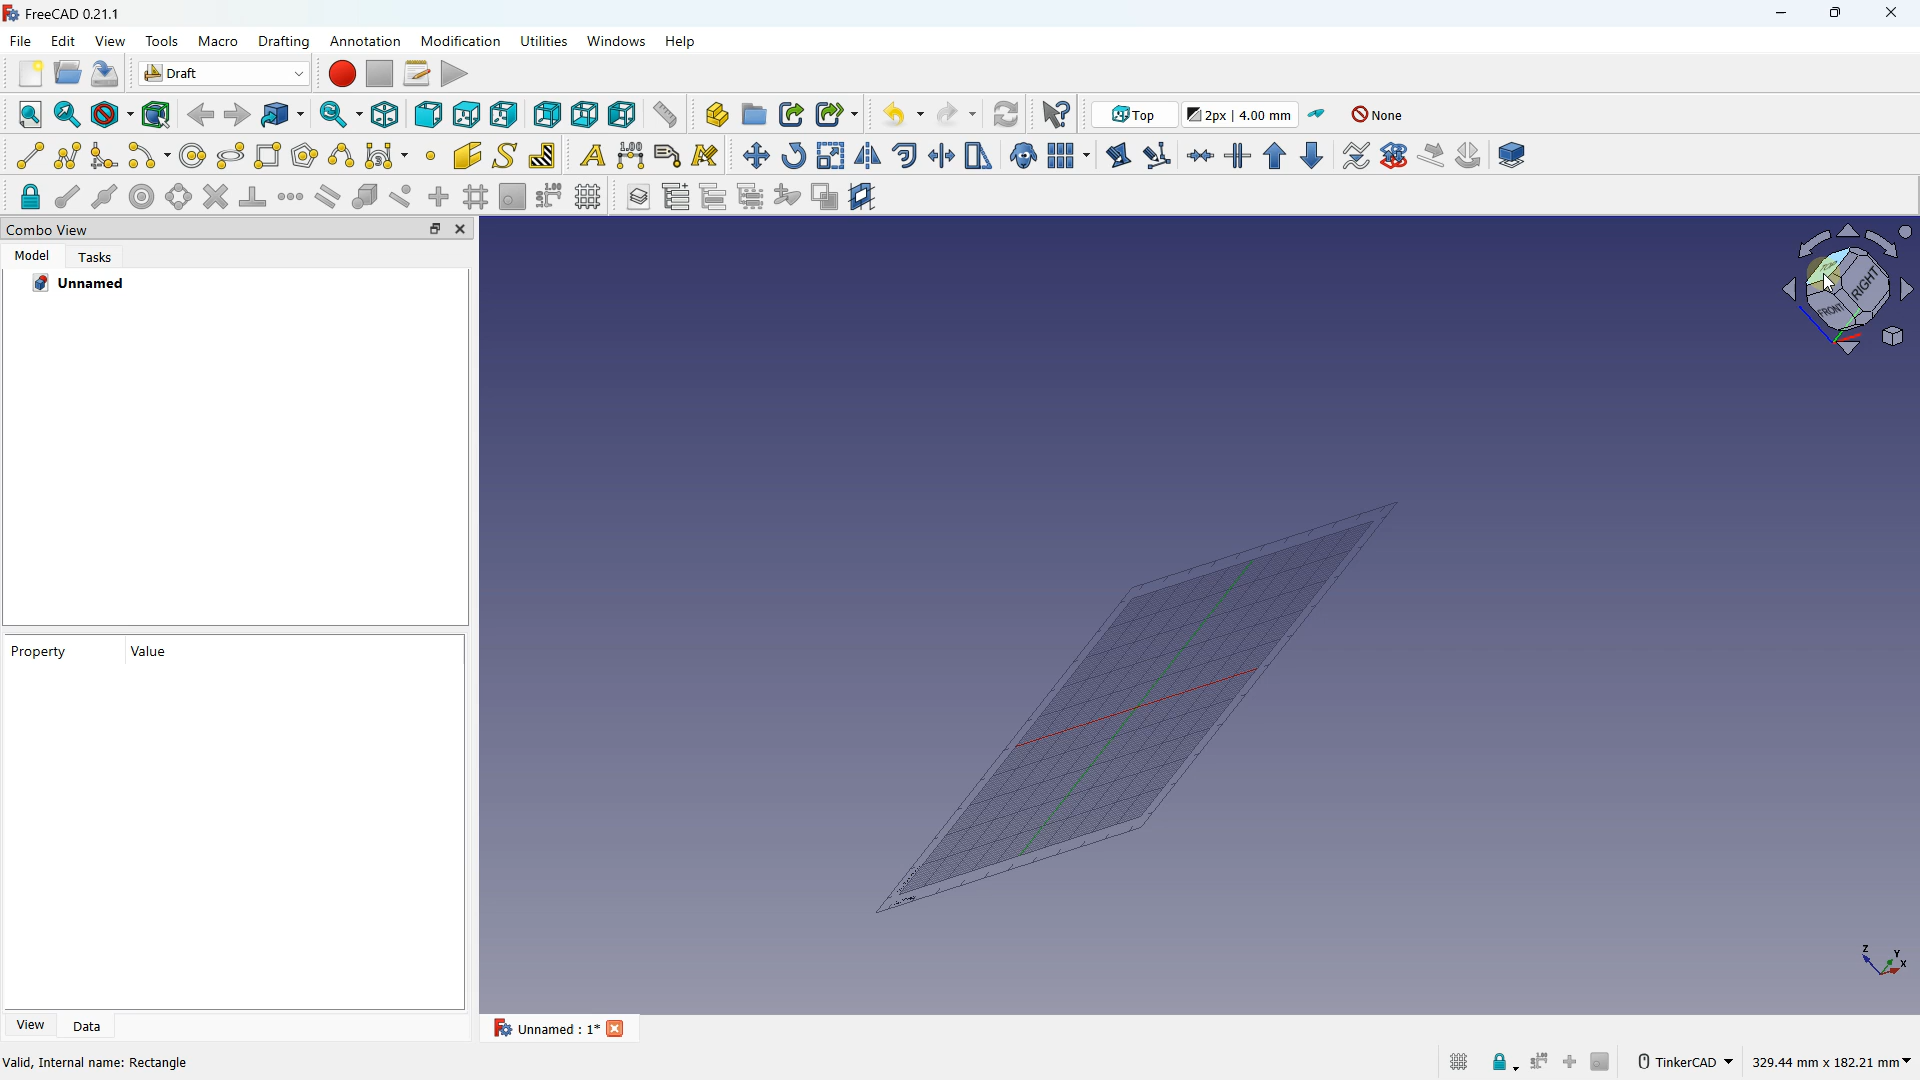 FreeCAD 0.21.1
File Edit View Tools Macro Drafting Annotation Modification Utilities Windows Help
Draft
Top 2px | 4.00 mm None
Combo View
Model Tasks
Unnamed
RIGHT
FRONT
Property Value
Z
Y
X
View Data
Unnamed : 1*
Valid, Internal name: Rectangle
TinkerCAD 329.44 mm x 182.21 mm